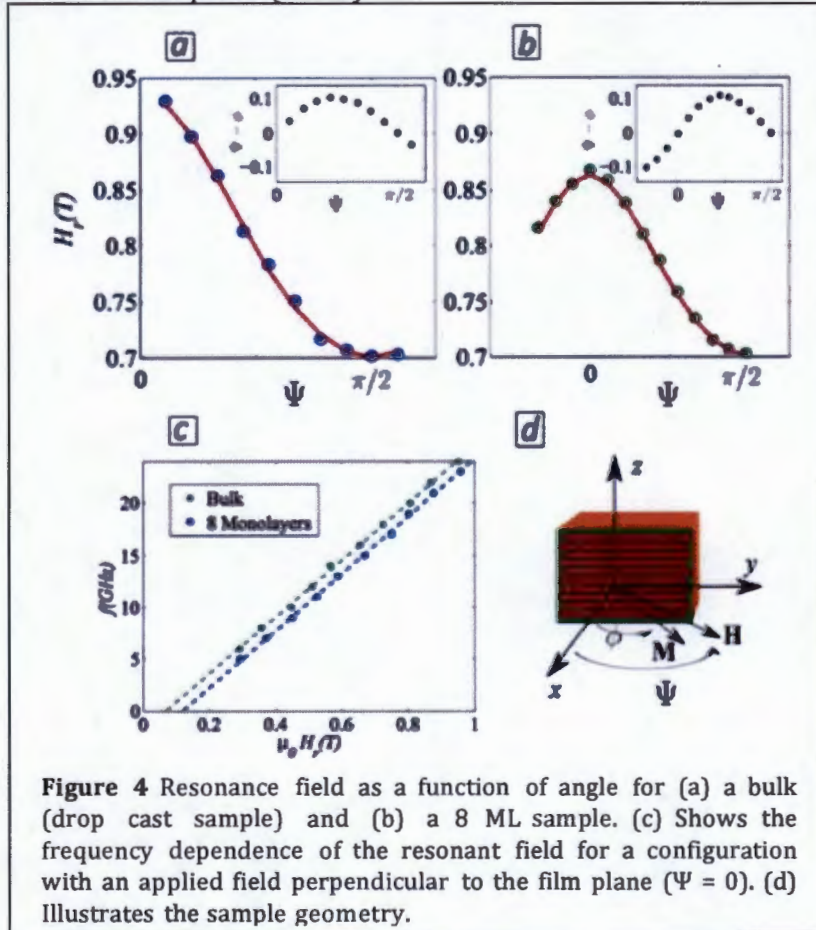 a
b
0.95
0.9
0.85
0.8
0.75
0.7
H_r(T)
0
Ψ
π/2
0.1
0
−0.1
0
Ψ
π/2
0.95
0.9
0.85
0.8
0.75
0.7
0
Ψ
π/2
0.1
0
−0.1
0
Ψ
π/2
c
d
20
15
10
5
0
f(GHz)
Bulk
8 Monolayers
0
0.2
0.4
0.6
0.8
1
μ₀ H_r(T)
z
y
x
φ
M
H
Ψ
Figure 4 Resonance field as a function of angle for (a) a bulk
(drop cast sample) and (b) a 8 ML sample. (c) Shows the
frequency dependence of the resonant field for a configuration
with an applied field perpendicular to the film plane (Ψ = 0). (d)
Illustrates the sample geometry.